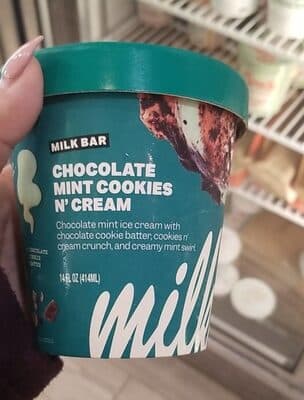 MILK BAR
CHOCOLATE
MINT COOKIES
N' CREAM
Chocolate mint ice cream with
chocolate cookie batter, cookies n'
cream crunch, and creamy mint swirl
14 FL OZ (414ML)
milk
CHOCOLATE